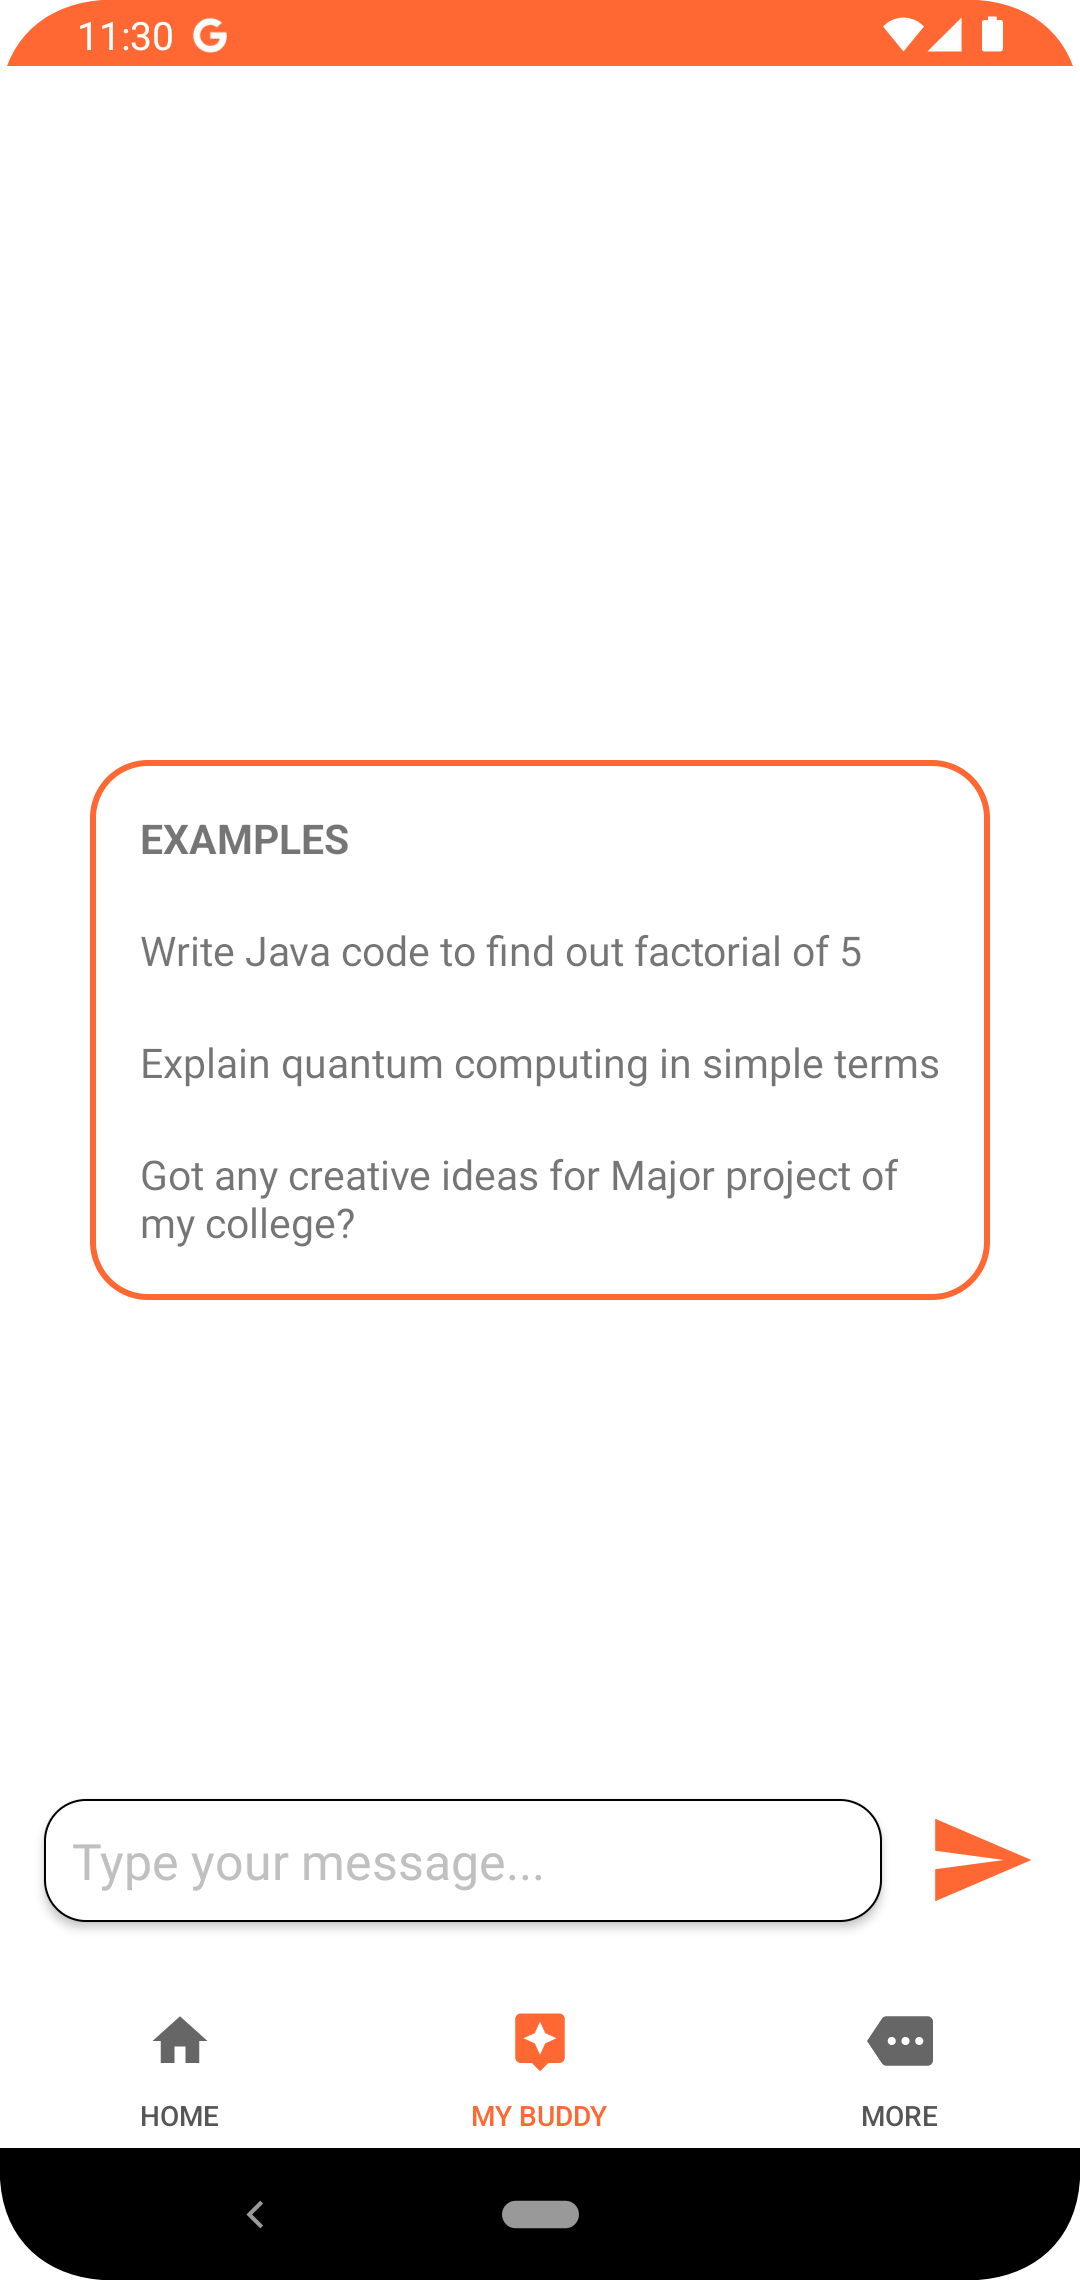 11:30
EXAMPLES
Write Java code to find out factorial of 5
Explain quantum computing in simple terms
Got any creative ideas for Major project of
my college?
Type your message...
HOME
MY BUDDY
MORE